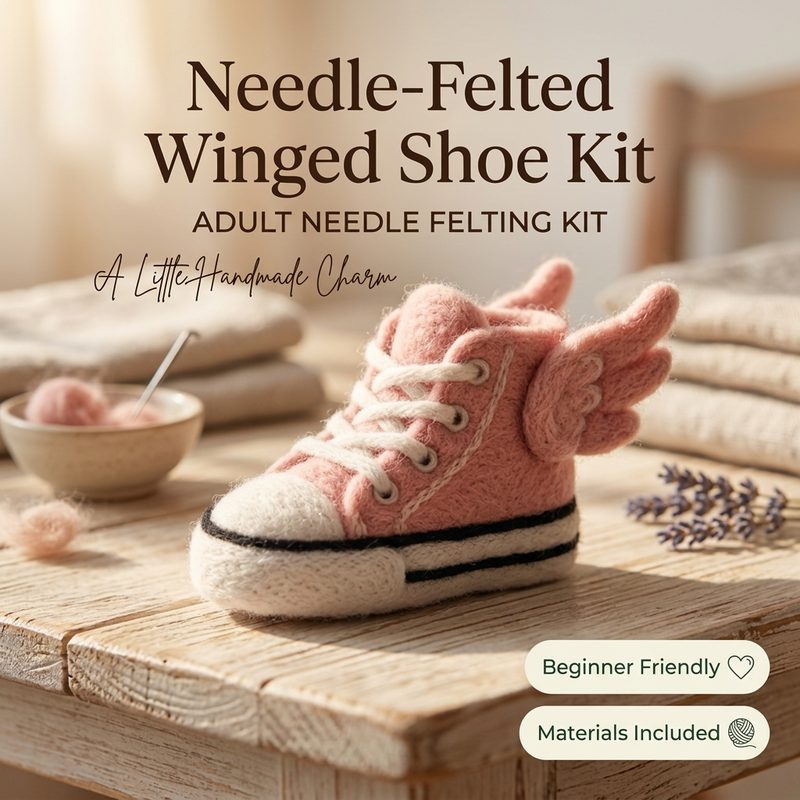 Needle-Felted
Winged Shoe Kit
ADULT NEEDLE FELTING KIT
A Little Handmade Charm
Beginner Friendly
Materials Included